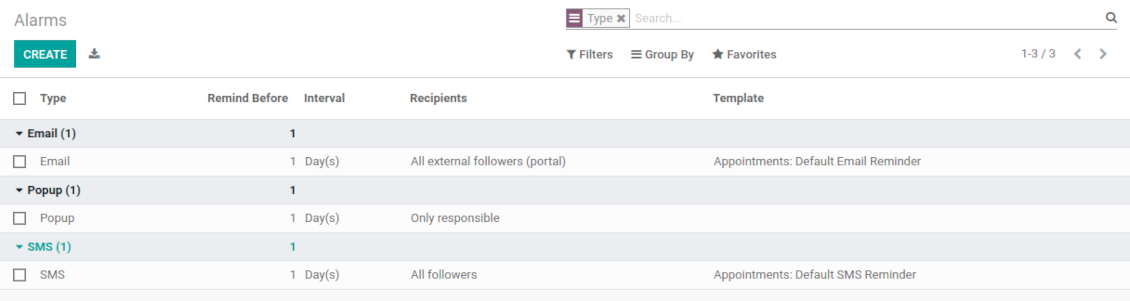 Alarms
Type ✖ Search...
CREATE
Filters Group By Favorites 1-3 / 3
Type Remind Before Interval Recipients Template
Email (1) 1
Email 1 Day(s) All external followers (portal) Appointments: Default Email Reminder
Popup (1) 1
Popup 1 Day(s) Only responsible
SMS (1) 1
SMS 1 Day(s) All followers Appointments: Default SMS Reminder